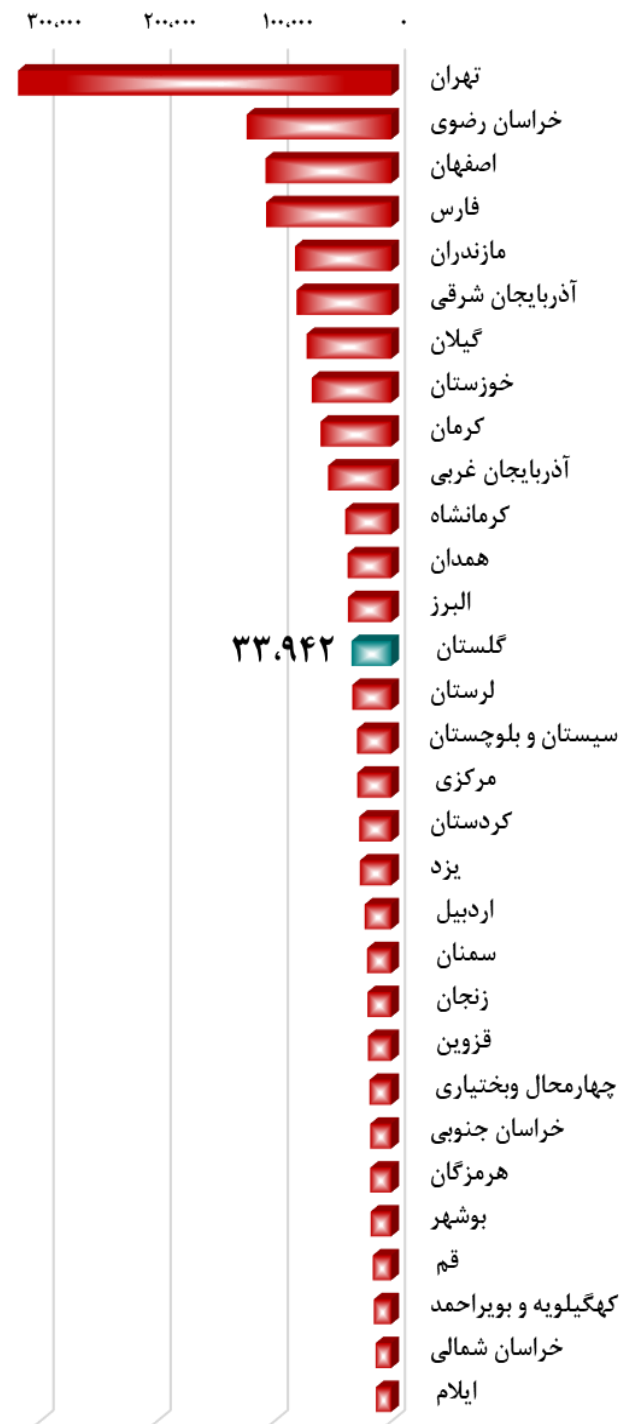 ۳۰۰،۰۰۰ ۲۰۰،۰۰۰ ۱۰۰،۰۰۰ ۰
تهران
خراسان رضوی
اصفهان
فارس
مازندران
آذربایجان شرقی
گیلان
خوزستان
کرمان
آذربایجان غربی
کرمانشاه
همدان
البرز
گلستان ۳۳،۹۴۲
لرستان
سیستان و بلوچستان
مرکزی
کردستان
یزد
اردبیل
سمنان
زنجان
قزوین
چهارمحال وبختیاری
خراسان جنوبی
هرمزگان
بوشهر
قم
کهگیلویه و بویراحمد
خراسان شمالی
ایلام